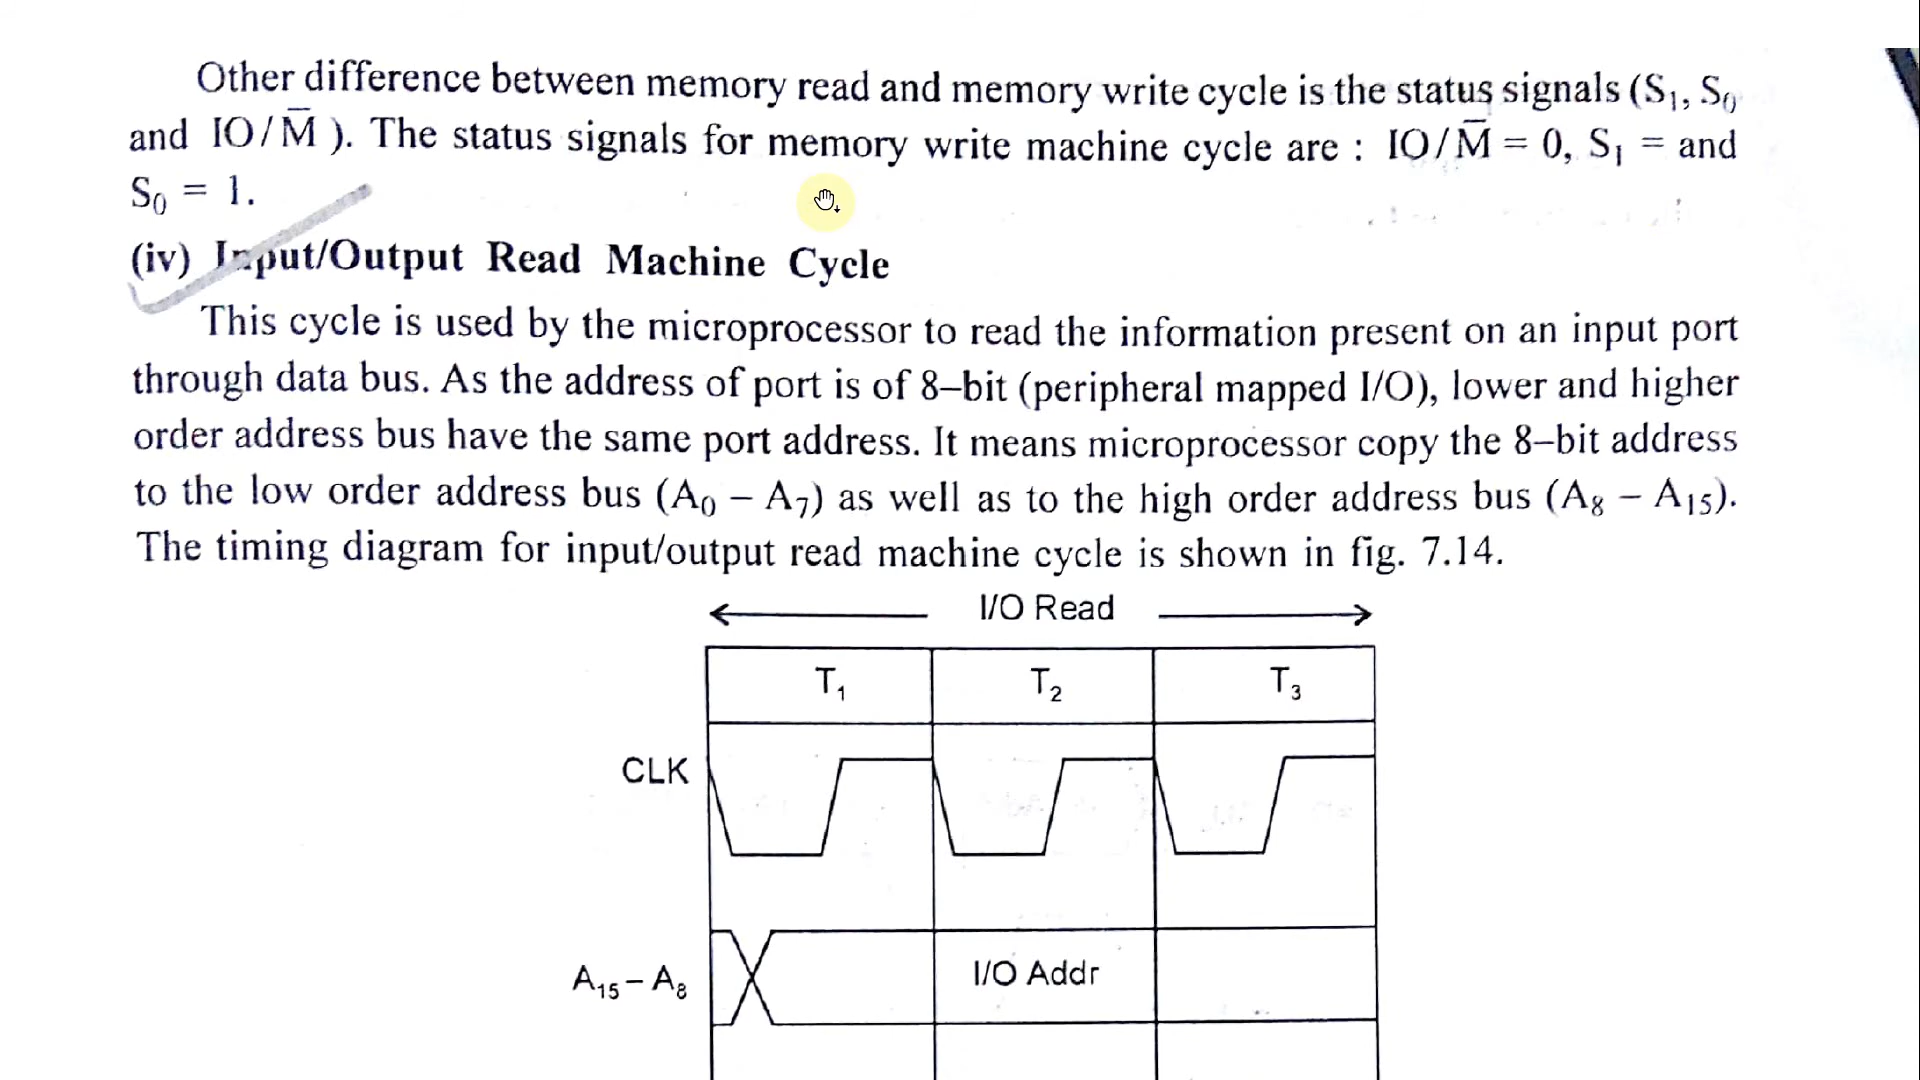 Other difference between memory read and memory write cycle is the status signals (S₁, S₀
and IO/M̅ ). The status signals for memory write machine cycle are : IO/M̅ = 0, S₁ = and
S₀ = 1.
(iv) Input/Output Read Machine Cycle
This cycle is used by the microprocessor to read the information present on an input port
through data bus. As the address of port is of 8–bit (peripheral mapped I/O), lower and higher
order address bus have the same port address. It means microprocessor copy the 8–bit address
to the low order address bus (A₀ – A₇) as well as to the high order address bus (A₈ – A₁₅).
The timing diagram for input/output read machine cycle is shown in fig. 7.14.
I/O Read
T₁ T₂ T₃
CLK
A₁₅ – A₈ I/O Addr